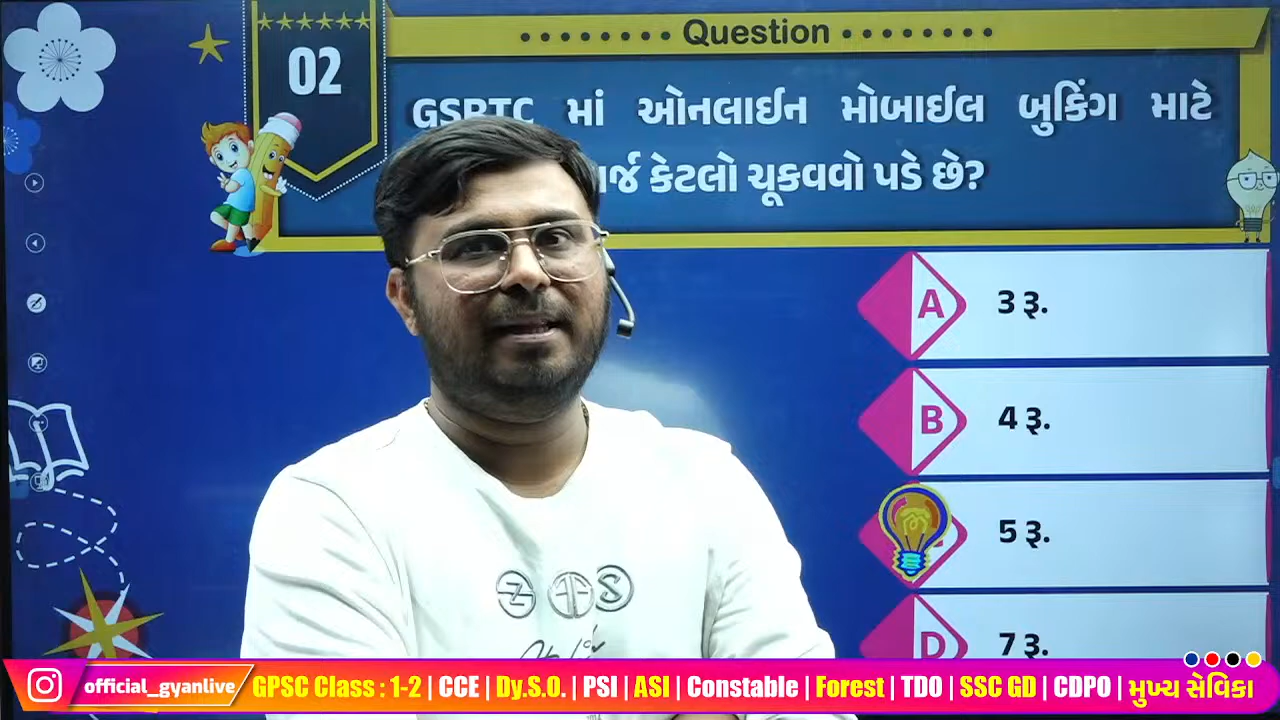 Question
02
GSRTC માં ઓનલાઈન મોબાઈલ બુકિંગ માટે
કેટલો ચૂકવવો પડે છે?
A 3 રૂ.
B 4 રૂ.
5 રૂ.
D 7 રૂ.
official_gyanlive GPSC Class : 1-2 | CCE | Dy.S.O. | PSI | ASI | Constable | Forest | TDO | SSC GD | CDPO | મુખ્ય સેવિકા